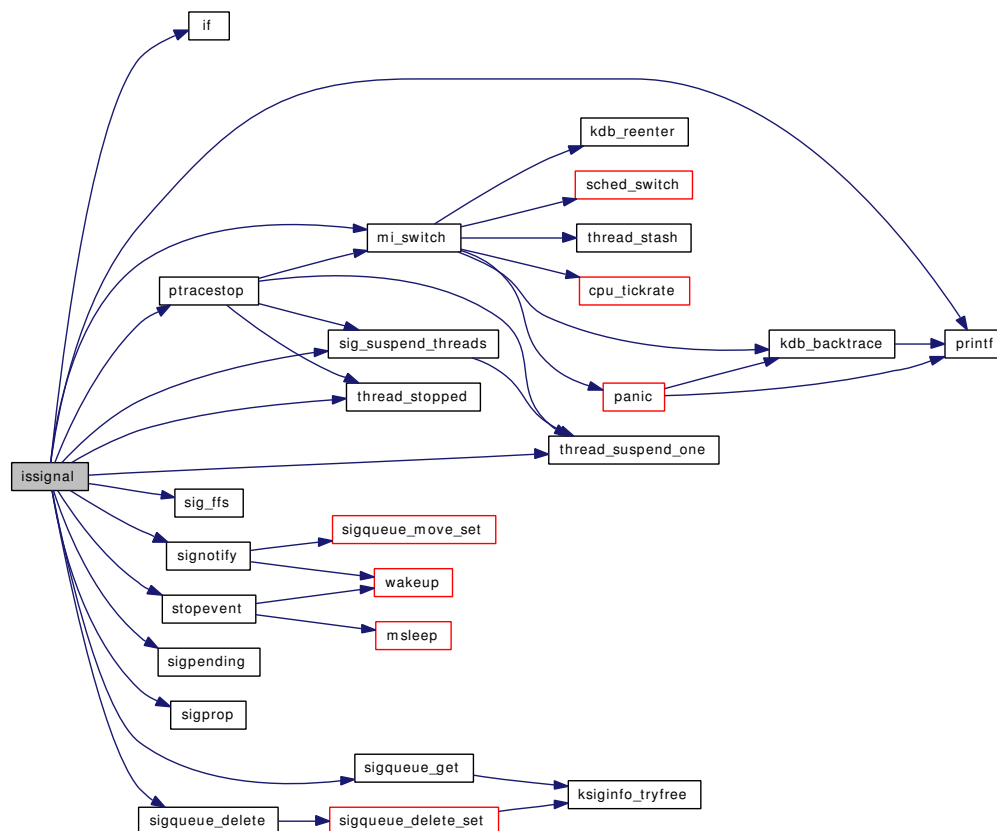 if
kdb_reenter
sched_switch
mi_switch
thread_stash
ptracestop
cpu_tickrate
sig_suspend_threads
kdb_backtrace
printf
thread_stopped
panic
thread_suspend_one
issignal
sig_ffs
sigqueue_move_set
signotify
wakeup
stopevent
msleep
sigpending
sigprop
sigqueue_get
ksiginfo_tryfree
sigqueue_delete
sigqueue_delete_set